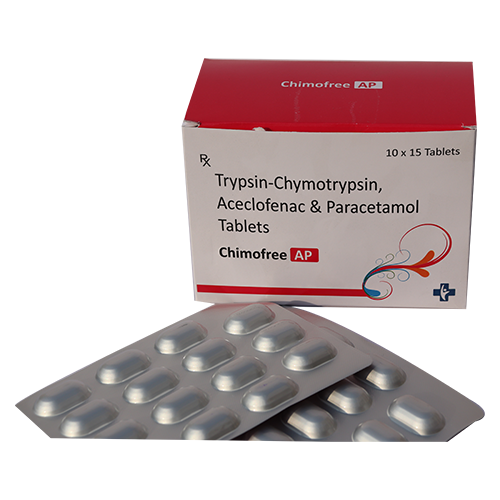 Chimofree AP
10 x 15 Tablets
Rx
Trypsin-Chymotrypsin,
Aceclofenac & Paracetamol
Tablets
Chimofree AP